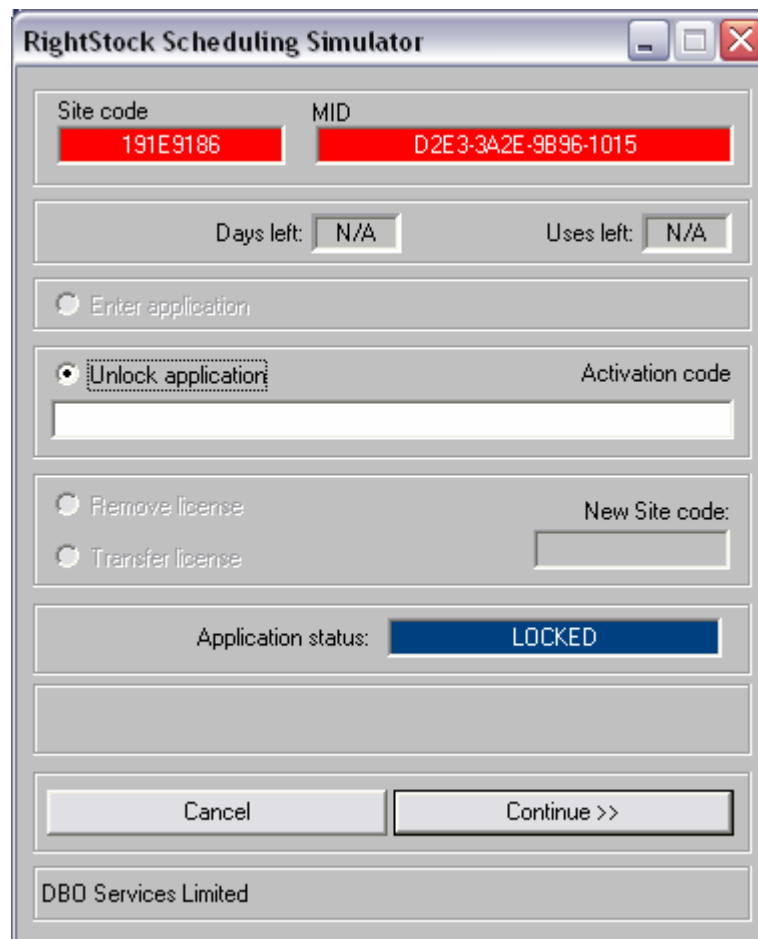 RightStock Scheduling Simulator
Site code MID
191E9186 D2E3-3A2E-9B96-1015
Days left: N/A Uses left: N/A
Enter application
Unlock application Activation code
Remove license New Site code:
Transfer license
Application status: LOCKED
Cancel Continue >>
DBO Services Limited